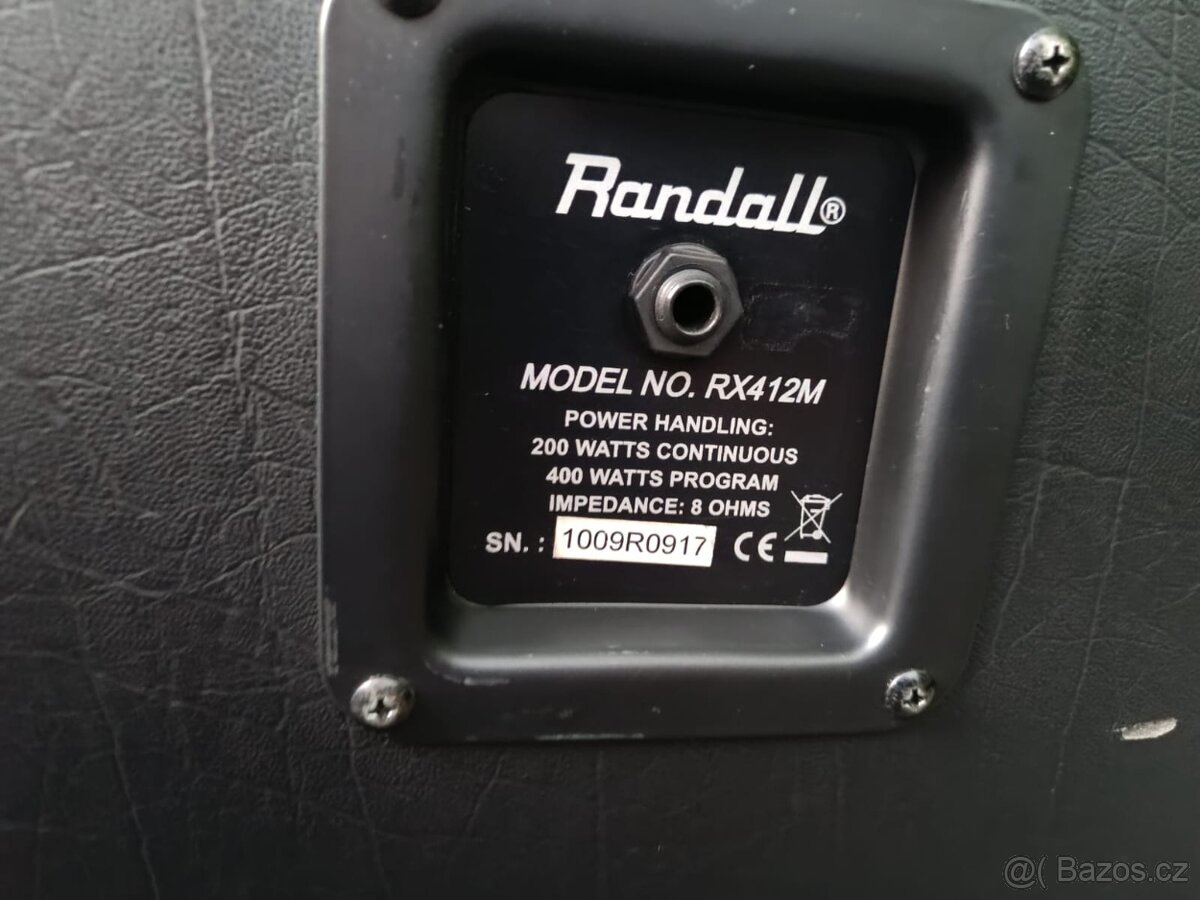 Randall®
MODEL NO. RX412M
POWER HANDLING:
200 WATTS CONTINUOUS
400 WATTS PROGRAM
IMPEDANCE: 8 OHMS
SN. : 1009R0917 CE
@( Bazos.cz